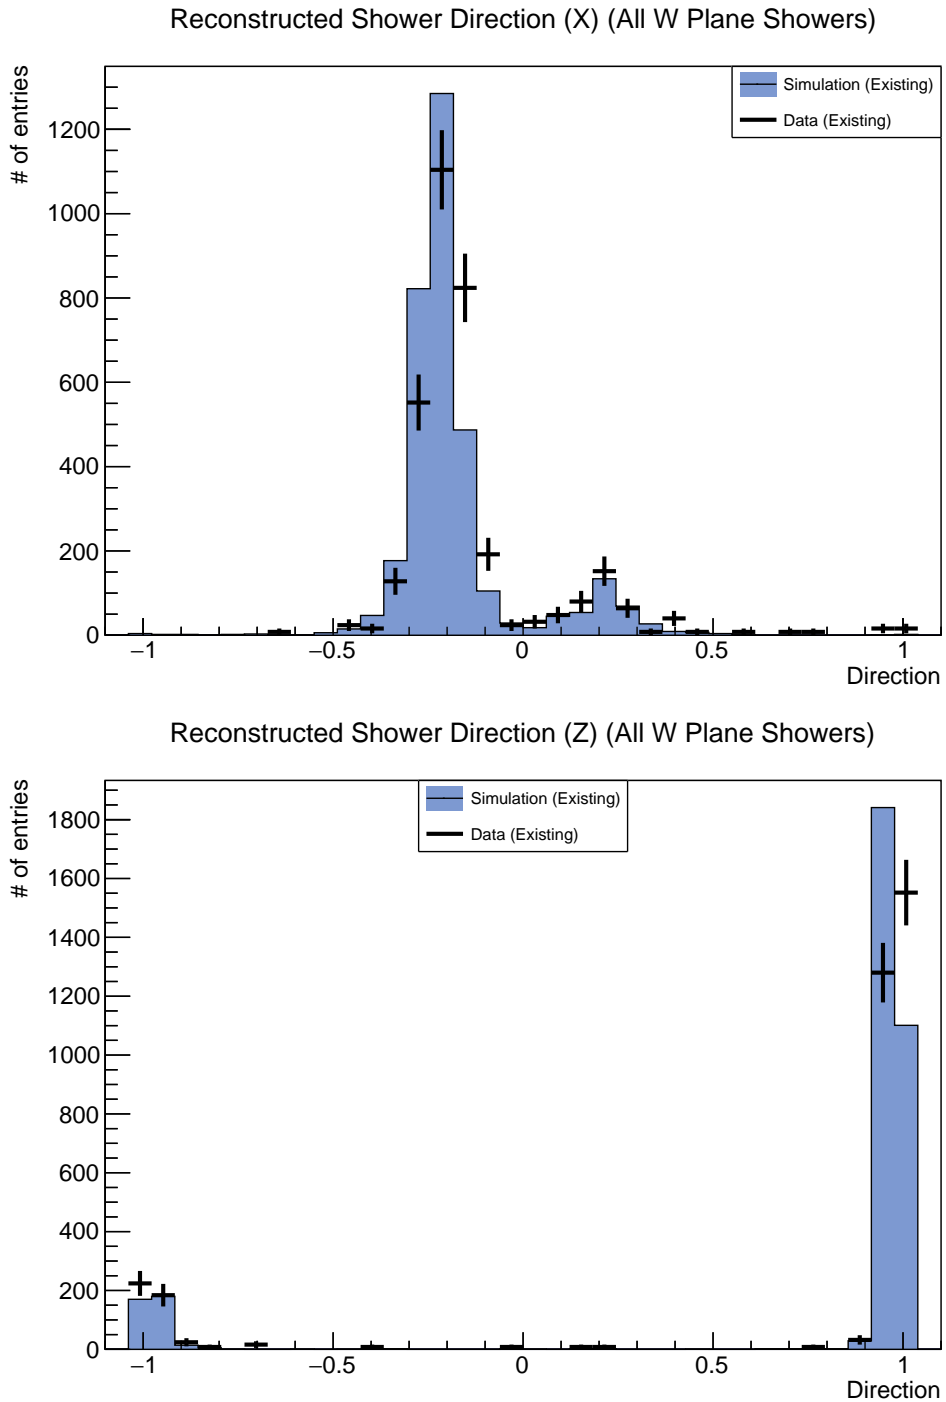 Reconstructed Shower Direction (X) (All W Plane Showers)
# of entries
Simulation (Existing)
Data (Existing)
1200
1000
800
600
400
200
0
−1
−0.5
0
0.5
1
Direction
Reconstructed Shower Direction (Z) (All W Plane Showers)
# of entries
Simulation (Existing)
Data (Existing)
1800
1600
1400
1200
1000
800
600
400
200
0
−1
−0.5
0
0.5
1
Direction